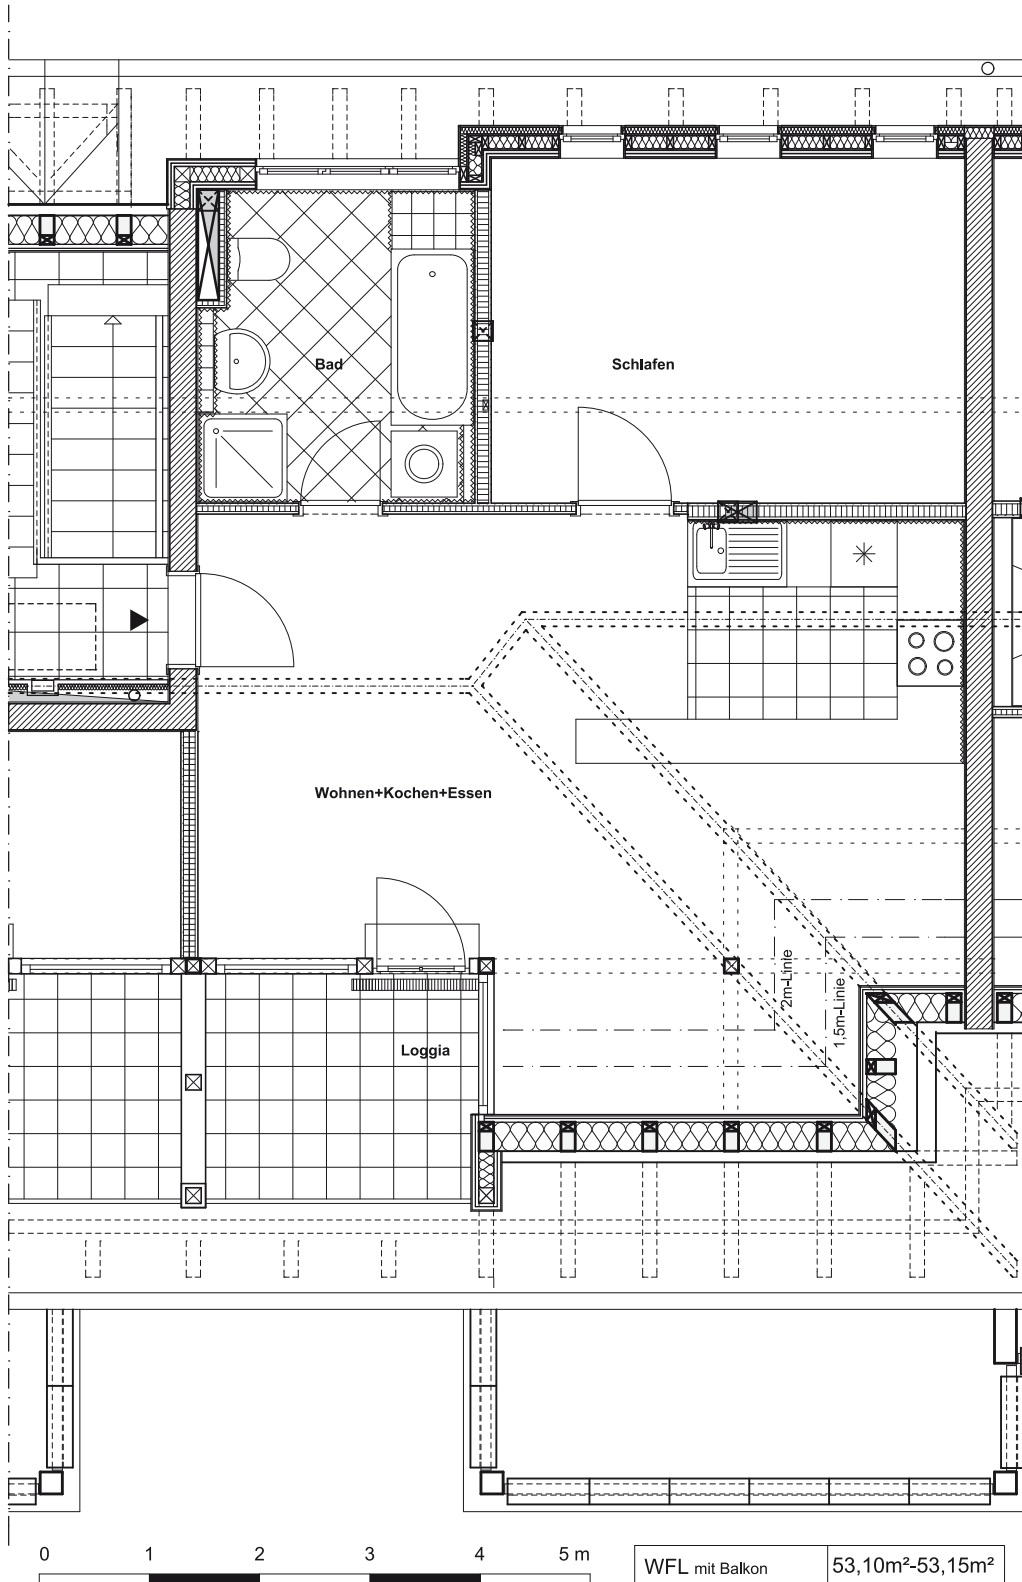 Bad
Schlafen
Wohnen+Kochen+Essen
2m-Linie
1,5m-Linie
Loggia
0 1 2 3 4 5 m
WFL mit Balkon 53,10m²-53,15m²